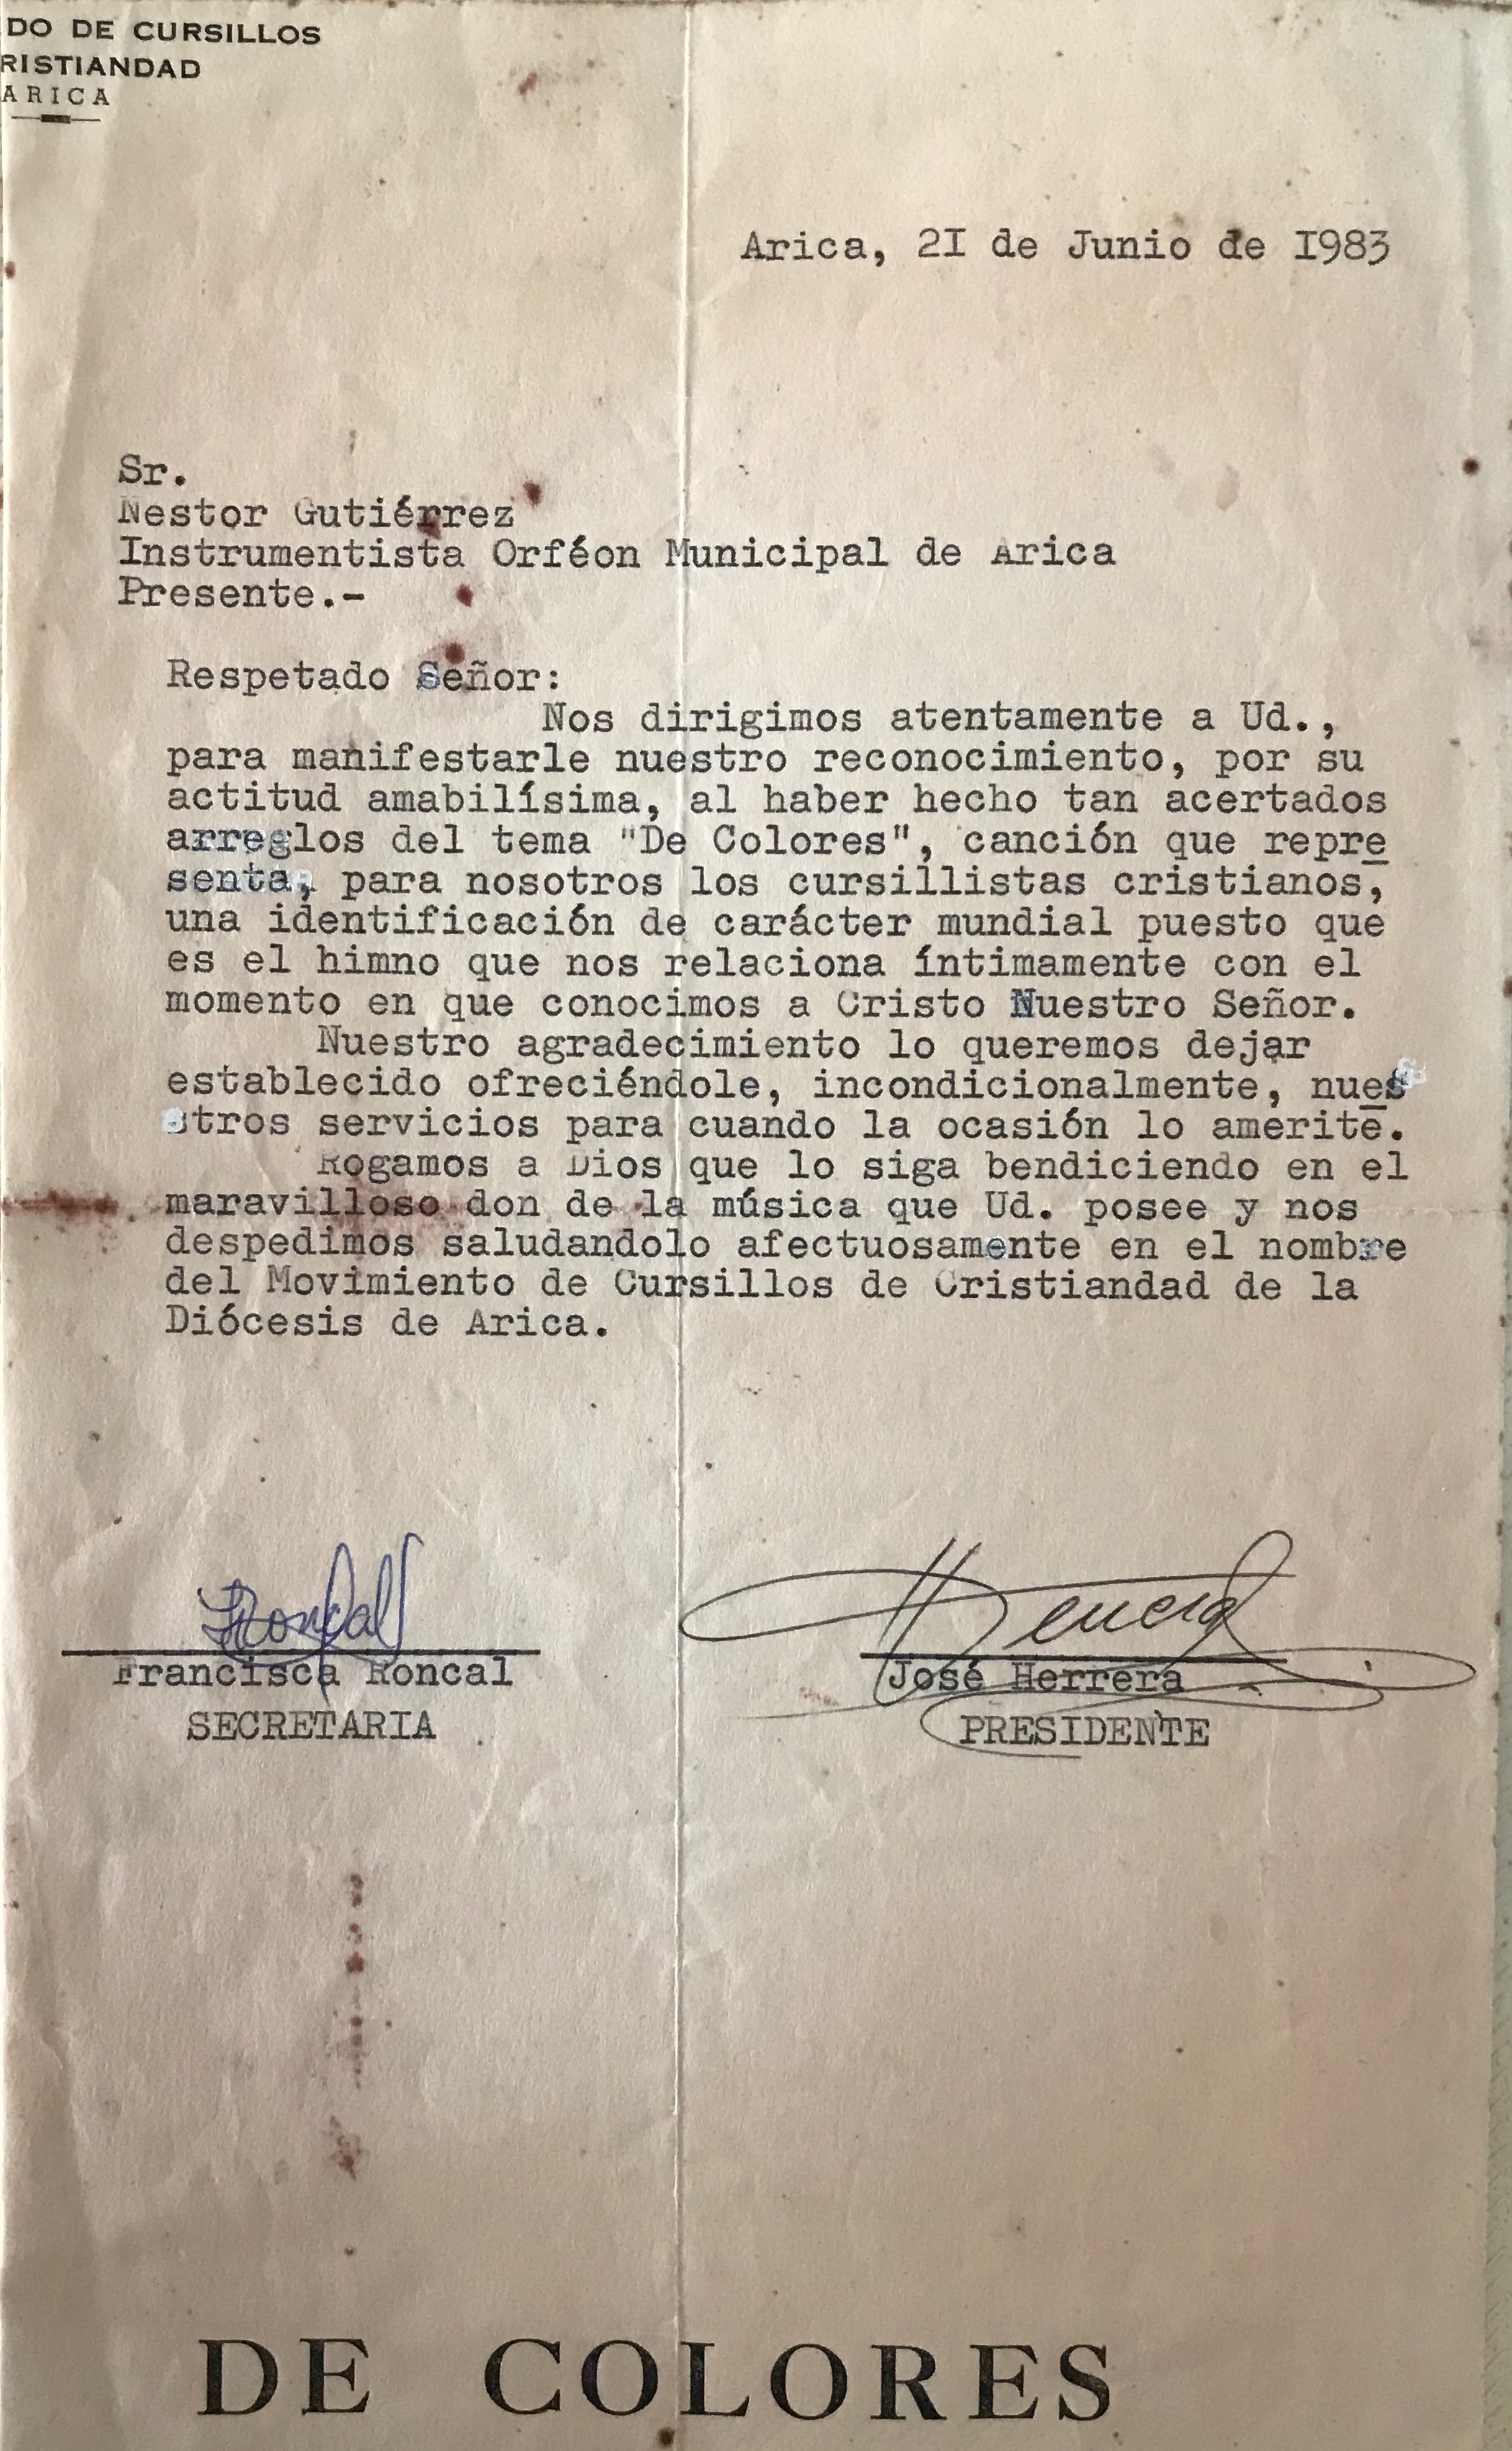 DO DE CURSILLOS
RISTIANDAD
ARICA
Arica, 2I de Junio de I983
Sr.
Nestor Gutiérrez
Instrumentista Orféon Municipal de Arica
Presente.-
Respetado Señor:
Nos dirigimos atentamente a Ud.,
para manifestarle nuestro reconocimiento, por su
actitud amabilísima, al haber hecho tan acertados
arreglos del tema "De Colores", canción que repre
senta, para nosotros los cursillistas cristianos,
una identificación de carácter mundial puesto que
es el himno que nos relaciona íntimamente con el
momento en que conocimos a Cristo Nuestro Señor.
Nuestro agradecimiento lo queremos dejar
establecido ofreciéndole, incondicionalmente, nues
stros servicios para cuando la ocasión lo amerite.
Rogamos a Dios que lo siga bendiciendo en el
maravilloso don de la música que Ud. posee y nos
despedimos saludandolo afectuosamente en el nombre
del Movimiento de Cursillos de Cristiandad de la
Diócesis de Arica.
FRoncal
Herrera
Francisca Roncal
José Herrera
SECRETARIA
PRESIDENTE
DE COLORES